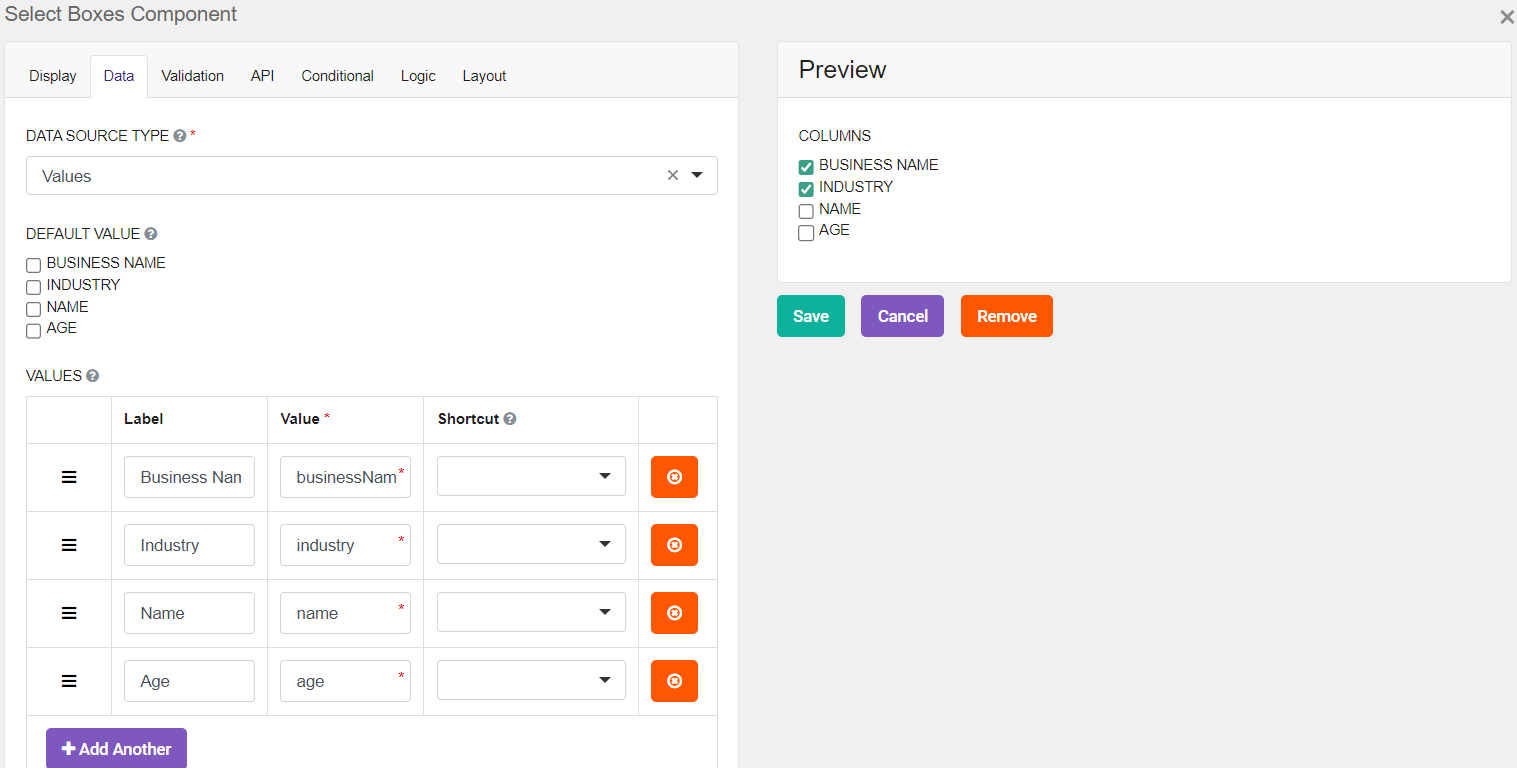 Select Boxes Component
Display Data Validation API Conditional Logic Layout
DATA SOURCE TYPE *
Values
DEFAULT VALUE
BUSINESS NAME
INDUSTRY
NAME
AGE
VALUES
Label Value * Shortcut
Business Nan businessNam *
Industry industry *
Name name *
Age age *
Add Another
Preview
COLUMNS
BUSINESS NAME
INDUSTRY
NAME
AGE
Save Cancel Remove